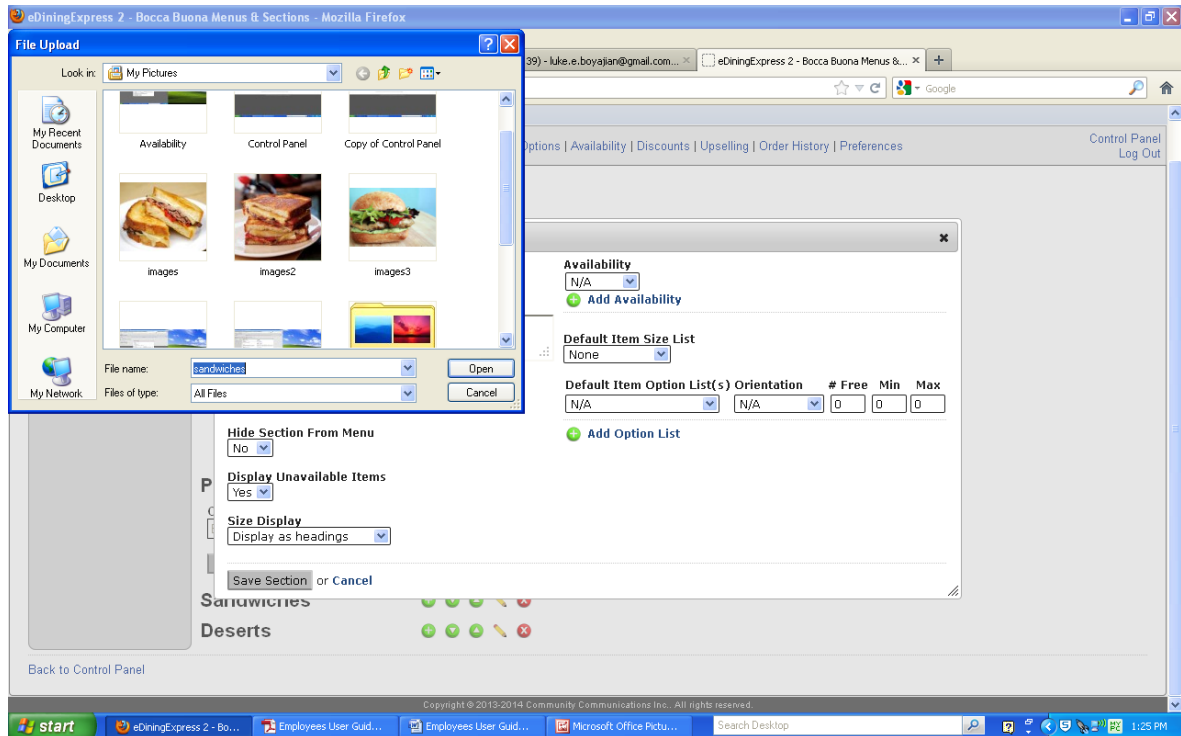 eDiningExpress 2 - Bocca Buona Menus & Sections - Mozilla Firefox
File Upload
39) - luke.e.boyajian@gmail.com...
eDiningExpress 2 - Bocca Buona Menus &...
Google
Look in:
My Pictures
My Recent Documents
Desktop
My Documents
My Computer
My Network
Availability
Control Panel
Copy of Control Panel
images
images2
images3
File name:
sandwiches
Open
Files of type:
All Files
Cancel
ptions | Availability | Discounts | Upselling | Order History | Preferences
Control Panel
Log Out
Availability
N/A
Add Availability
Default Item Size List
None
Default Item Option List(s) Orientation # Free Min Max
N/A N/A 0 0 0
Add Option List
Hide Section From Menu
No
Display Unavailable Items
Yes
Size Display
Display as headings
Save Section or Cancel
P
Sandwiches
Deserts
Back to Control Panel
Copyright © 2013-2014 Community Communications Inc.. All rights reserved.
start
eDiningExpress 2 - Bo...
Employees User Guid...
Employees User Guid...
Microsoft Office Pictu...
Search Desktop
1:25 PM